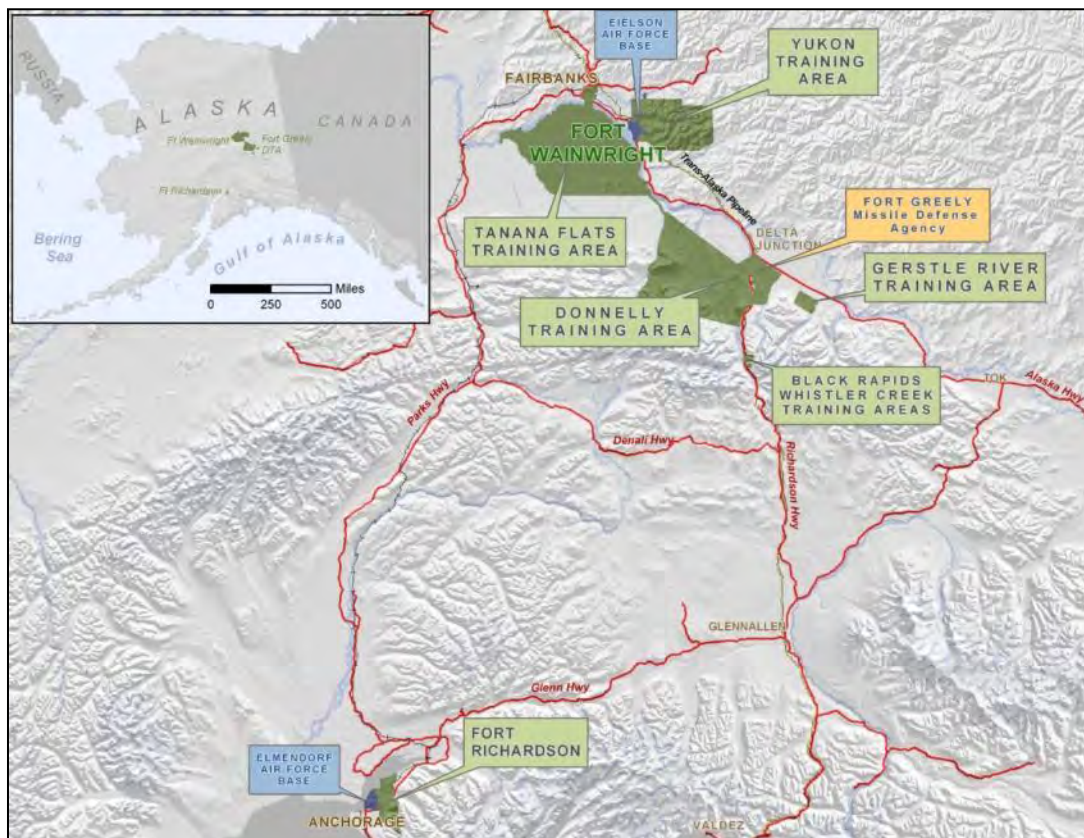 RUSSIA
ALASKA
CANADA
Ft Wainwright
Fort Greely
DTA
Ft Richardson
Bering
Sea
Gulf of Alaska
Miles
0 250 500
EIELSON
AIR FORCE
BASE
YUKON
TRAINING
AREA
FAIRBANKS
FORT
WAINWRIGHT
Trans-Alaska Pipeline
FORT GREELY
Missile Defense
Agency
TANANA FLATS
TRAINING AREA
DELTA
JUNCTION
GERSTLE RIVER
TRAINING AREA
DONNELLY
TRAINING AREA
BLACK RAPIDS
WHISTLER CREEK
TRAINING AREAS
TOK
Alaska Hwy
Parks Hwy
Denali Hwy
Richardson Hwy
GLENNALLEN
Glenn Hwy
FORT
RICHARDSON
ELMENDORF
AIR FORCE
BASE
ANCHORAGE
VALDEZ